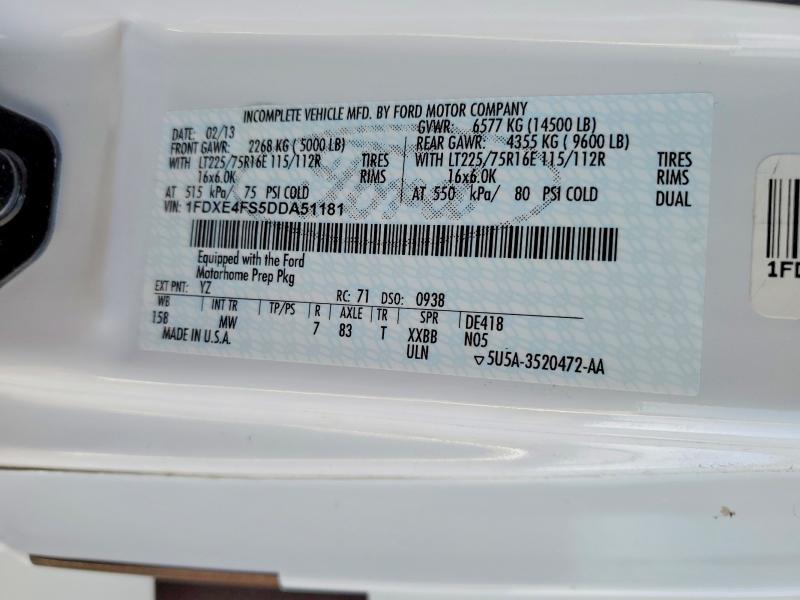 INCOMPLETE VEHICLE MFD. BY FORD MOTOR COMPANY
DATE: 02/13 GVWR: 6577 KG (14500 LB)
FRONT GAWR: 2268 KG ( 5000 LB) REAR GAWR: 4355 KG ( 9600 LB)
WITH LT225/75R16E 115/112R TIRES WITH LT225/75R16E 115/112R TIRES
16x6.0K RIMS 16x6.0K RIMS
AT 515 kPa/ 75 PSI COLD AT 550 kPa/ 80 PSI COLD DUAL
VIN: 1FDXE4FS5DDA51181
Equipped with the Ford
Motorhome Prep Pkg
EXT PNT: YZ RC: 71 DSO: 0938
WB INT TR TP/PS R AXLE TR SPR DE418
158 MW 7 83 T XXBB N05
MADE IN U.S.A. ULN ▽5U5A-3520472-AA
1FD